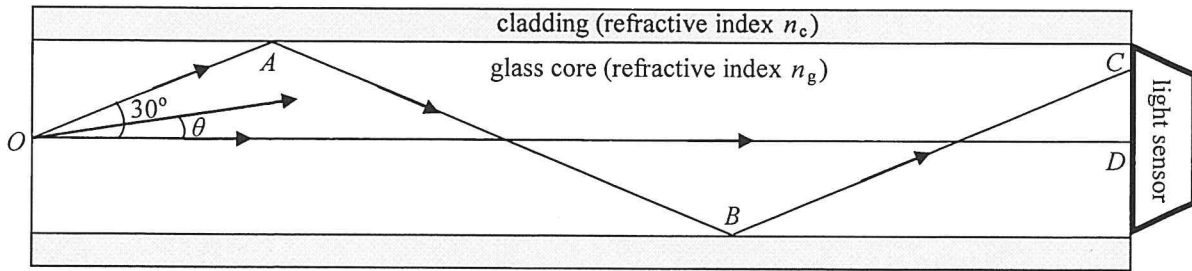 cladding (refractive index n_c)
A
glass core (refractive index n_g)
C
30°
θ
O
D
light sensor
B